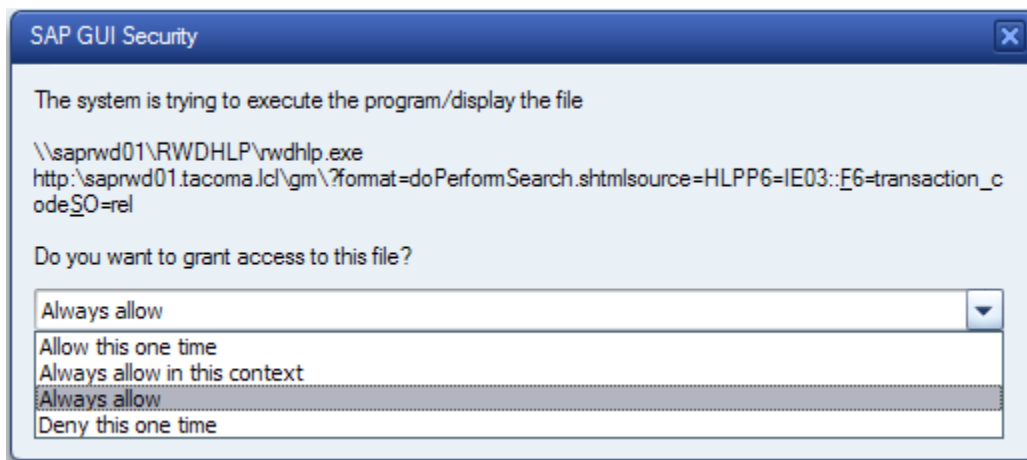 SAP GUI Security
The system is trying to execute the program/display the file
\\saprwd01\RWDHLP\rwdhlp.exe
http:\saprwd01.tacoma.lcl\gm\?format=doPerformSearch.shtmlsource=HLPP6=IE03::F6=transaction_c
odeSO=rel
Do you want to grant access to this file?
Always allow
Allow this one time
Always allow in this context
Always allow
Deny this one time